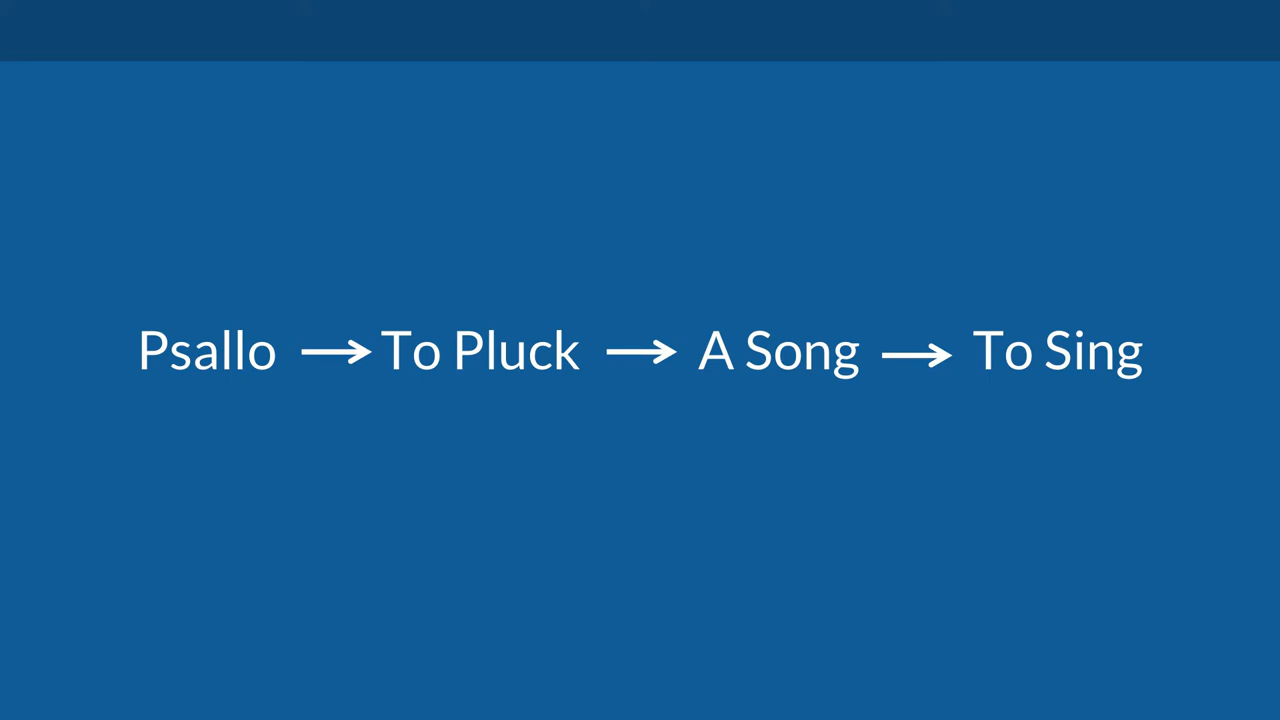 Psallo → To Pluck → A Song → To Sing